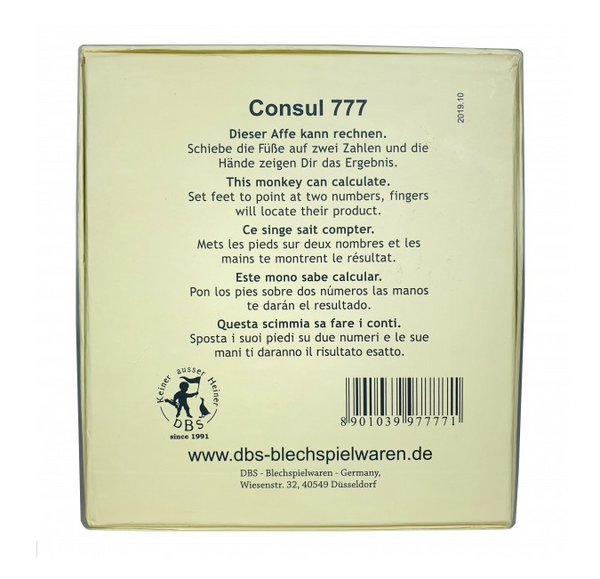 Consul 777
2019.10
Dieser Affe kann rechnen.
Schiebe die Füße auf zwei Zahlen und die
Hände zeigen Dir das Ergebnis.
This monkey can calculate.
Set feet to point at two numbers, fingers
will locate their product.
Ce singe sait compter.
Mets les pieds sur deux nombres et les
mains te montrent le résultat.
Este mono sabe calcular.
Pon los pies sobre dos números las manos
te darán el resultado.
Questa scimmia sa fare i conti.
Sposta i suoi piedi su due numeri e le sue
mani ti daranno il risultato esatto.
Keiner ausser Heiner
DBS
since 1991
8901039 977771
www.dbs-blechspielwaren.de
DBS - Blechspielwaren - Germany,
Wiesenstr. 32, 40549 Düsseldorf